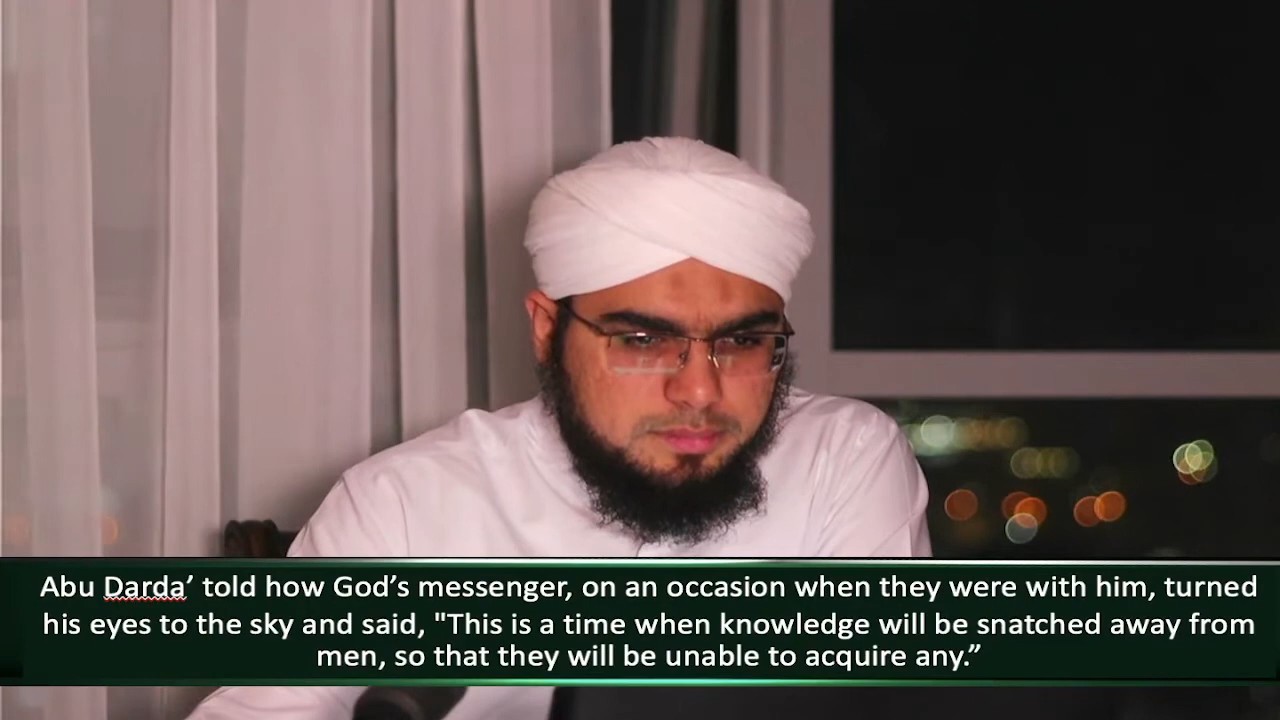 Abu Darda’ told how God’s messenger, on an occasion when they were with him, turned
his eyes to the sky and said, "This is a time when knowledge will be snatched away from
men, so that they will be unable to acquire any.”